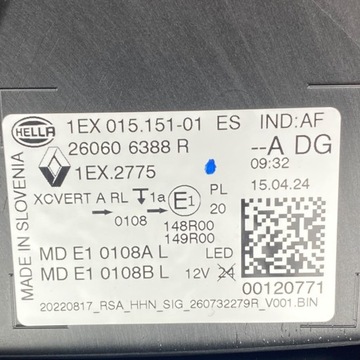 HELLA 1EX 015.151-01 ES IND:AF
26060 6388 R --A DG
1EX.2775 09:32
XCVERT A RL 1a E1 PL 15.04.24
0108 20
148R00
149R00
MD E1 0108A L LED
MD E1 0108B L 12V 24 00120771
20220817_RSA_HHN_SIG_260732279R_V001.BIN
MADE IN SLOVENIA